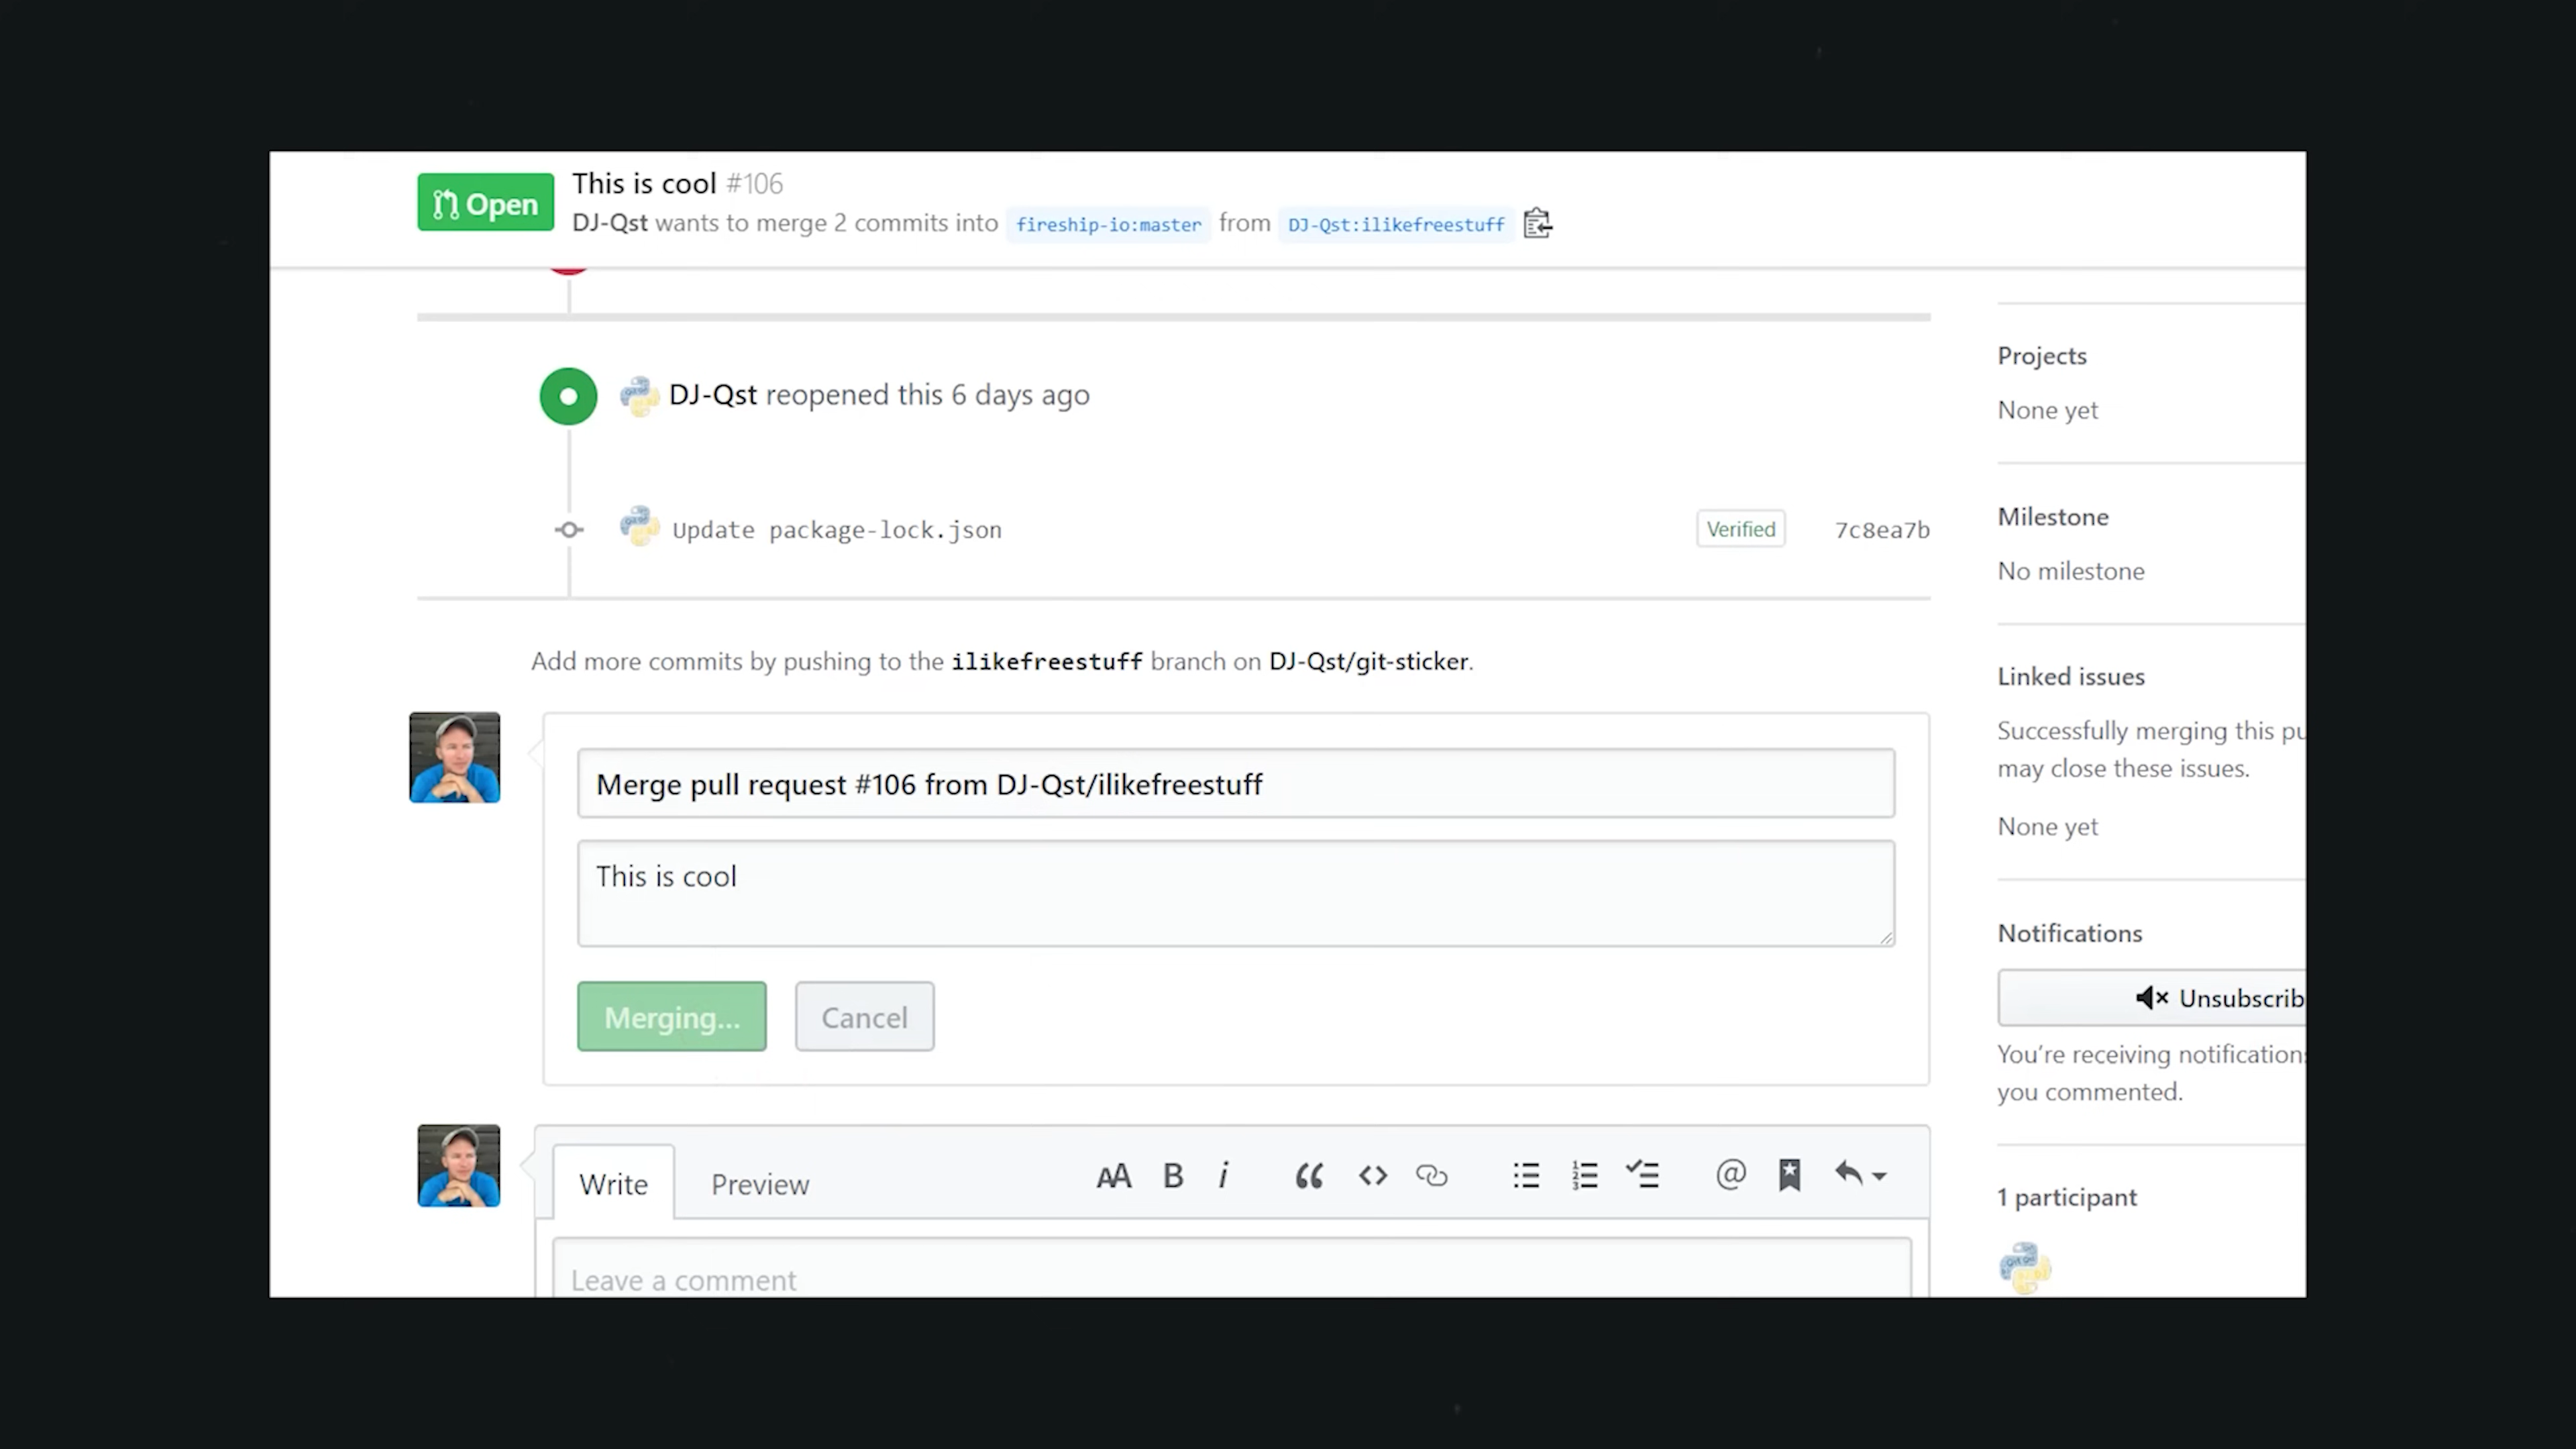 Open
This is cool #106
DJ-Qst wants to merge 2 commits into fireship-io:master from DJ-Qst:ilikefreestuff
DJ-Qst reopened this 6 days ago
Update package-lock.json Verified 7c8ea7b
Add more commits by pushing to the ilikefreestuff branch on DJ-Qst/git-sticker.
Merge pull request #106 from DJ-Qst/ilikefreestuff
This is cool
Merging... Cancel
Write Preview AA B i @
Leave a comment
Projects
None yet
Milestone
No milestone
Linked issues
Successfully merging this pu
may close these issues.
None yet
Notifications
Unsubscrib
You're receiving notification
you commented.
1 participant